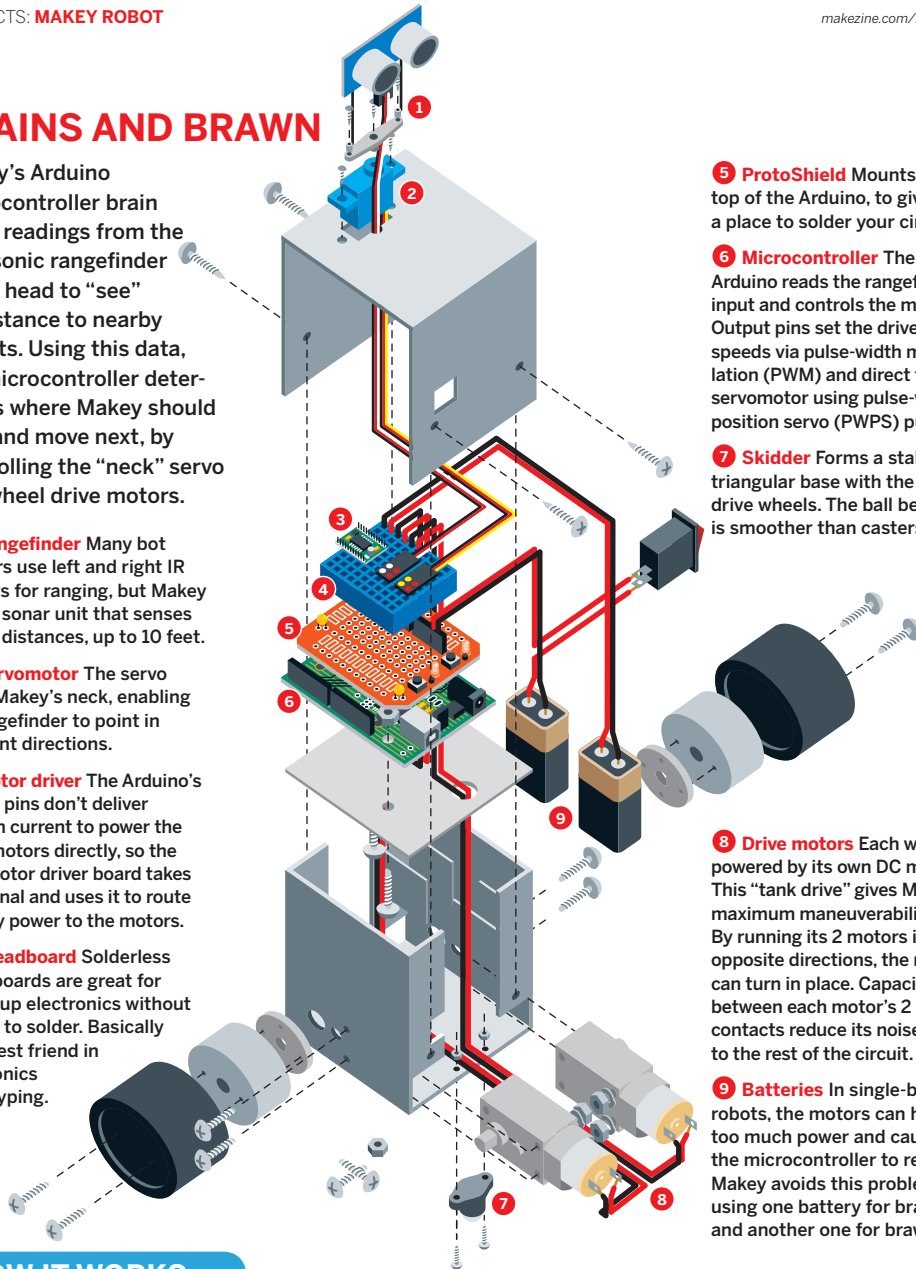 CTS: MAKEY ROBOT
makezine.com/
AINS AND BRAWN
y's Arduino
controller brain
readings from the
sonic rangefinder
head to “see”
stance to nearby
ts. Using this data,
icrocontroller deter-
s where Makey should
and move next, by
olling the “neck” servo
wheel drive motors.
ngefinder Many bot
rs use left and right IR
rs for ranging, but Makey
sonar unit that senses
distances, up to 10 feet.
rvomotor The servo
Makey's neck, enabling
gefinder to point in
nt directions.
otor driver The Arduino's
pins don't deliver
h current to power the
motors directly, so the
otor driver board takes
nal and uses it to route
y power to the motors.
eadboard Solderless
boards are great for
up electronics without
to solder. Basically
est friend in
onics
yping.
1
2
3
4
5
6
9
7
8
5 ProtoShield Mounts
top of the Arduino, to giv
a place to solder your cir
6 Microcontroller The
Arduino reads the rangef
input and controls the m
Output pins set the drive
speeds via pulse-width m
lation (PWM) and direct t
servomotor using pulse-
position servo (PWPS) pu
7 Skidder Forms a stal
triangular base with the
drive wheels. The ball be
is smoother than casters
8 Drive motors Each w
powered by its own DC m
This “tank drive” gives M
maximum maneuverabili
By running its 2 motors i
opposite directions, the r
can turn in place. Capaci
between each motor's 2
contacts reduce its noise
to the rest of the circuit.
9 Batteries In single-b
robots, the motors can h
too much power and cau
the microcontroller to re
Makey avoids this proble
using one battery for bra
and another one for braw
OW IT WORKS